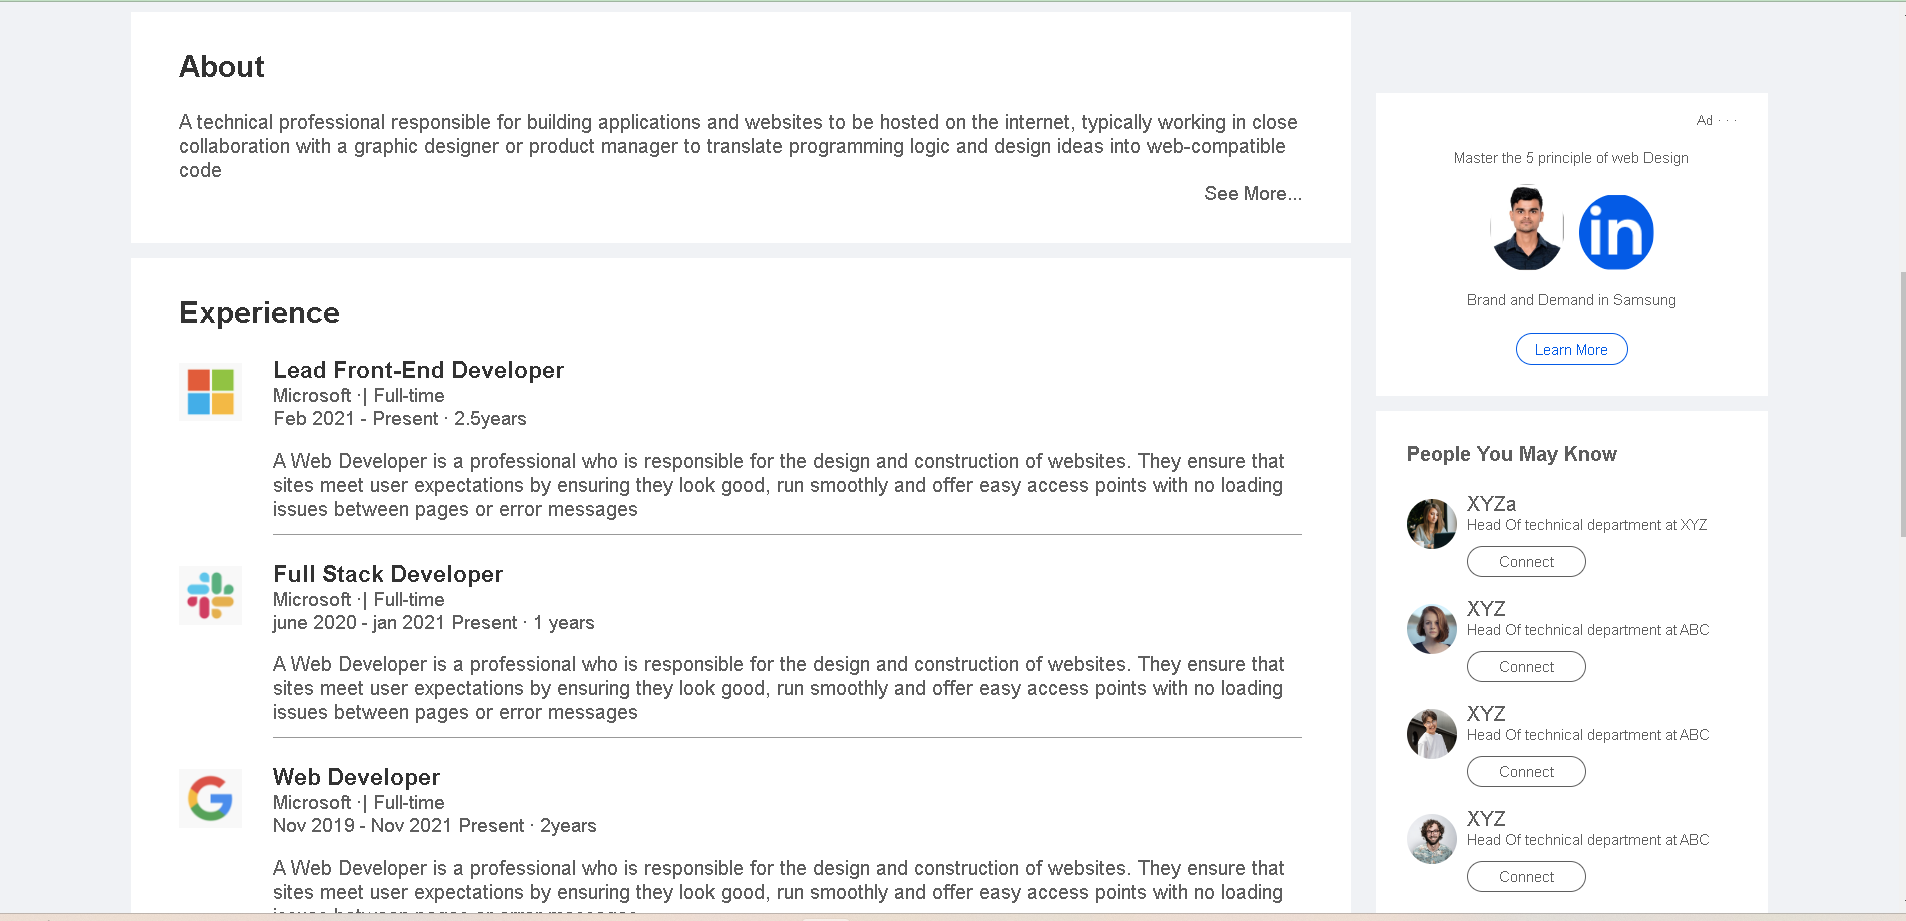 About
A technical professional responsible for building applications and websites to be hosted on the internet, typically working in close
collaboration with a graphic designer or product manager to translate programming logic and design ideas into web-compatible
code
See More...
Experience
Lead Front-End Developer
Microsoft ·| Full-time
Feb 2021 - Present · 2.5years
A Web Developer is a professional who is responsible for the design and construction of websites. They ensure that
sites meet user expectations by ensuring they look good, run smoothly and offer easy access points with no loading
issues between pages or error messages
Full Stack Developer
Microsoft ·| Full-time
june 2020 - jan 2021 Present · 1 years
A Web Developer is a professional who is responsible for the design and construction of websites. They ensure that
sites meet user expectations by ensuring they look good, run smoothly and offer easy access points with no loading
issues between pages or error messages
Web Developer
Microsoft ·| Full-time
Nov 2019 - Nov 2021 Present · 2years
A Web Developer is a professional who is responsible for the design and construction of websites. They ensure that
sites meet user expectations by ensuring they look good, run smoothly and offer easy access points with no loading
Ad · · ·
Master the 5 principle of web Design
in
Brand and Demand in Samsung
Learn More
People You May Know
XYZa
Head Of technical department at XYZ
Connect
XYZ
Head Of technical department at ABC
Connect
XYZ
Head Of technical department at ABC
Connect
XYZ
Head Of technical department at ABC
Connect